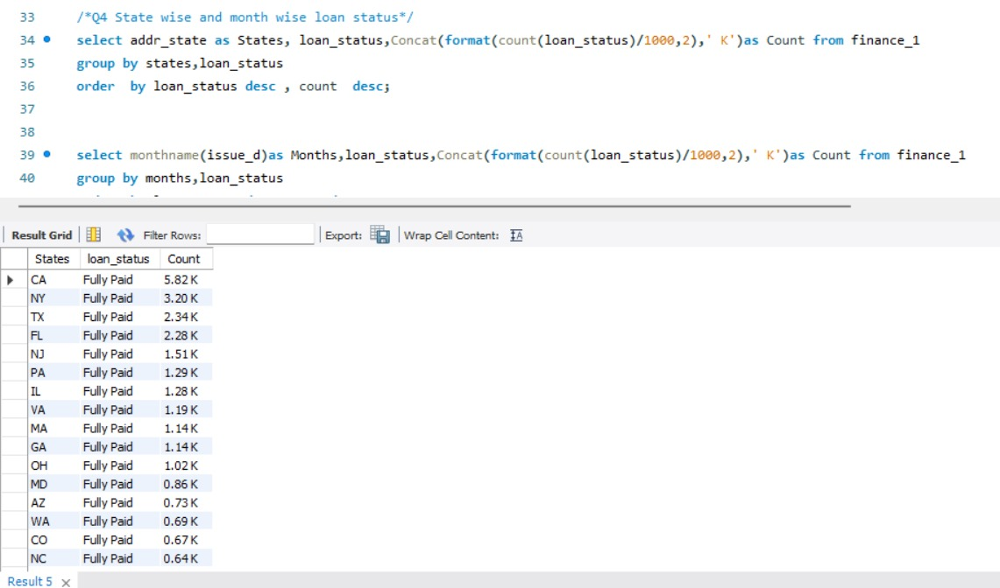 33 /*Q4 State wise and month wise loan status*/
34 select addr_state as States, loan_status,Concat(format(count(loan_status)/1000,2),' K')as Count from finance_1
35 group by states,loan_status
36 order by loan_status desc , count desc;
37
38
39 select monthname(issue_d)as Months,loan_status,Concat(format(count(loan_status)/1000,2),' K')as Count from finance_1
40 group by months,loan_status
Result Grid Filter Rows: Export: Wrap Cell Content:
States loan_status Count
CA Fully Paid 5.82 K
NY Fully Paid 3.20 K
TX Fully Paid 2.34 K
FL Fully Paid 2.28 K
NJ Fully Paid 1.51 K
PA Fully Paid 1.29 K
IL Fully Paid 1.28 K
VA Fully Paid 1.19 K
MA Fully Paid 1.14 K
GA Fully Paid 1.14 K
OH Fully Paid 1.02 K
MD Fully Paid 0.86 K
AZ Fully Paid 0.73 K
WA Fully Paid 0.69 K
CO Fully Paid 0.67 K
NC Fully Paid 0.64 K
Result 5